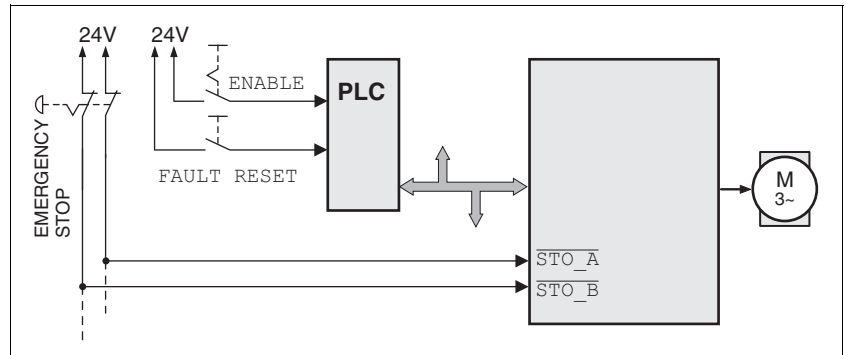 24V 24V
ENABLE
PLC
FAULT RESET
EMERGENCY
STOP
M
3~
STO_A
STO_B